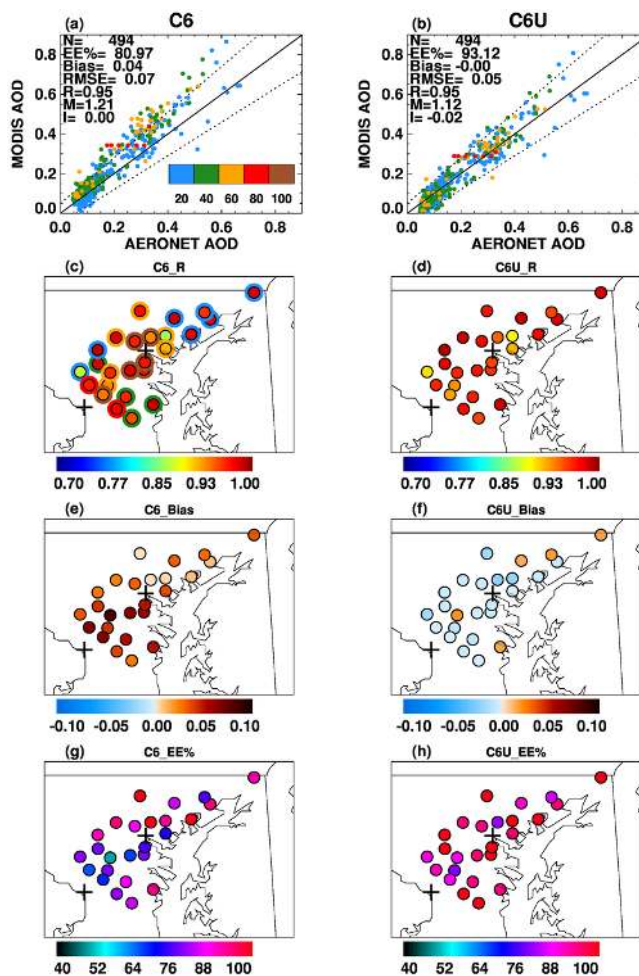 C6
C6U
(a)
N= 494
EE%= 80.97
Bias= 0.04
RMSE= 0.07
R=0.95
M=1.21
I= 0.00
MODIS AOD
0.8
0.6
0.4
0.2
0.0
20 40 60 80 100
0.0 0.2 0.4 0.6 0.8
AERONET AOD
(b)
N= 494
EE%= 93.12
Bias= -0.00
RMSE= 0.05
R=0.95
M=1.12
I= -0.02
MODIS AOD
0.8
0.6
0.4
0.2
0.0
0.0 0.2 0.4 0.6 0.8
AERONET AOD
(c) C6_R
0.70 0.77 0.85 0.93 1.00
(d) C6U_R
0.70 0.77 0.85 0.93 1.00
(e) C6_Bias
-0.10 -0.05 0.00 0.05 0.10
(f) C6U_Bias
-0.10 -0.05 0.00 0.05 0.10
(g) C6_EE%
40 52 64 76 88 100
(h) C6U_EE%
40 52 64 76 88 100